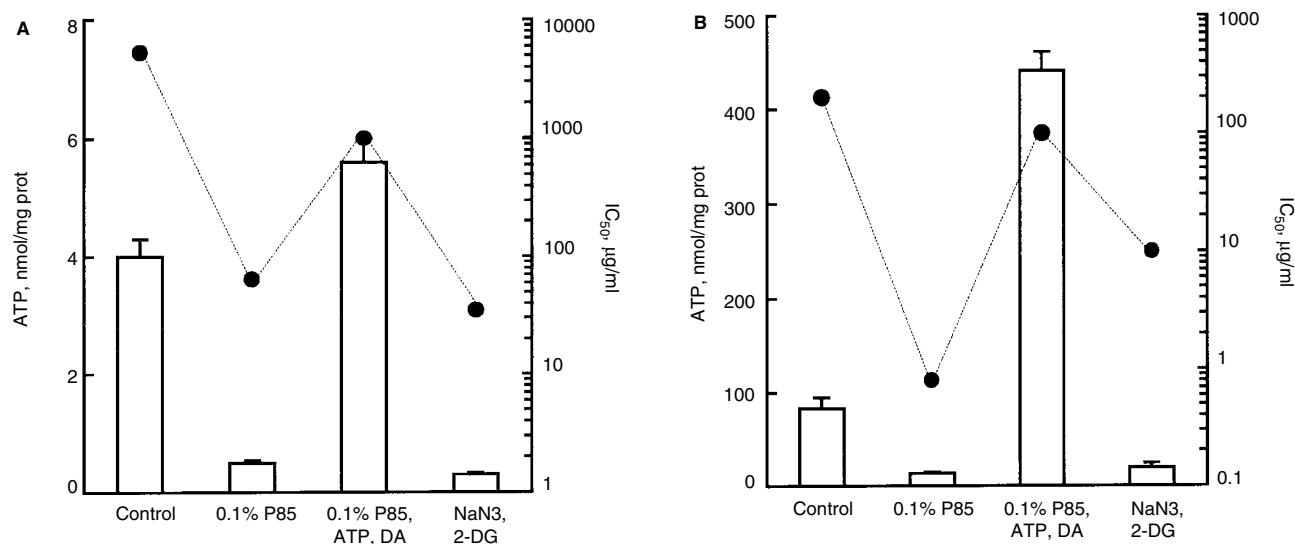 A
8
6
4
2
0
ATP, nmol/mg prot
10000
1000
100
10
1
IC50, µg/ml
Control
0.1% P85
0.1% P85,
ATP, DA
NaN3,
2-DG
B
500
400
300
200
100
0
ATP, nmol/mg prot
1000
100
10
1
0.1
IC50, µg/ml
Control
0.1% P85
0.1% P85,
ATP, DA
NaN3,
2-DG